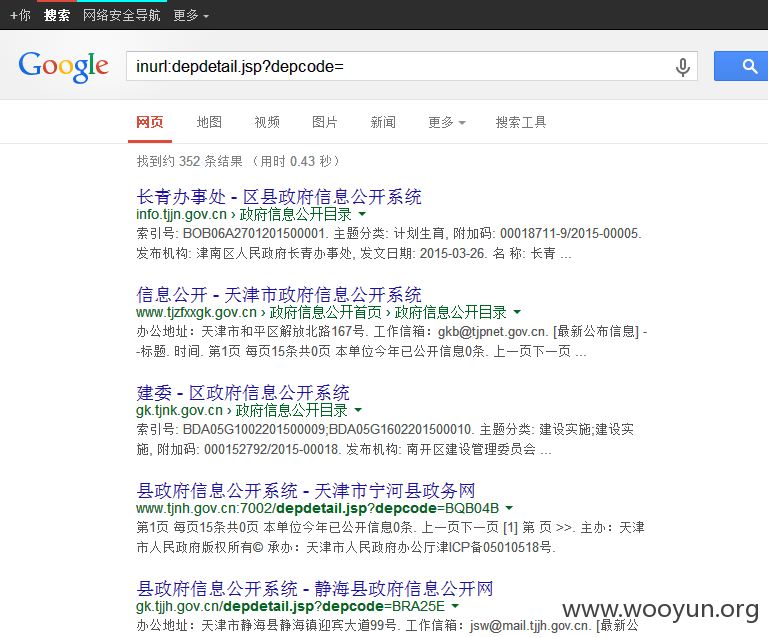 +你 搜索 网络安全导航 更多
Google inurl:depdetail.jsp?depcode=
网页 地图 视频 图片 新闻 更多 搜索工具
找到约 352 条结果 （用时 0.43 秒）
长青办事处 - 区县政府信息公开系统
info.tjjn.gov.cn › 政府信息公开目录
索引号: BOB06A2701201500001. 主题分类: 计划生育, 附加码: 00018711-9/2015-00005.
发布机构: 津南区人民政府长青办事处, 发文日期: 2015-03-26. 名 称: 长青 ...
信息公开 - 天津市政府信息公开系统
www.tjzfxxgk.gov.cn › 政府信息公开首页 › 政府信息公开目录
办公地址：天津市和平区解放北路167号. 工作信箱：gkb@tjpnet.gov.cn. [最新公布信息] -
-标题. 时间. 第1页 每页15条共0页 本单位今年已公开信息0条. 上一页下一页 ...
建委 - 区政府信息公开系统
gk.tjnk.gov.cn › 政府信息公开目录
索引号: BDA05G1002201500009;BDA05G1602201500010. 主题分类: 建设实施;建设实
施, 附加码: 000152792/2015-00018. 发布机构: 南开区建设管理委员会 ...
县政府信息公开系统 - 天津市宁河县政务网
www.tjnh.gov.cn:7002/depdetail.jsp?depcode=BQB04B
第1页 每页15条共0页 本单位今年已公开信息0条. 上一页下一页 [1] 第 页 >>. 主办：天津
市人民政府版权所有© 承办：天津市人民政府办公厅津ICP备05010518号.
县政府信息公开系统 - 静海县政府信息公开网
gk.tjjh.gov.cn/depdetail.jsp?depcode=BRA25E
办公地址：天津市静海县静海镇迎宾大道99号. 工作信箱：jsw@mail.tjjh.gov.cn. [最新公
www.wooyun.org